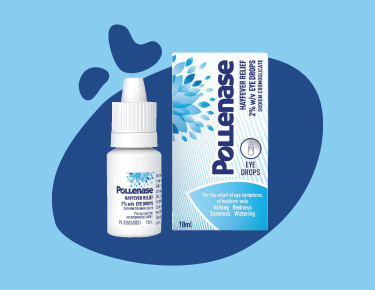 POLLENASE
HAYFEVER RELIEF
2% w/v EYE DROPS
SODIUM CROMOGLICATE
POLLENASE
HAYFEVER RELIEF
2% w/v EYE DROPS
SODIUM CROMOGLICATE
EYE
DROPS
For the relief of eye symptoms
of hayfever only
Itching Redness
Soreness Watering
10ml